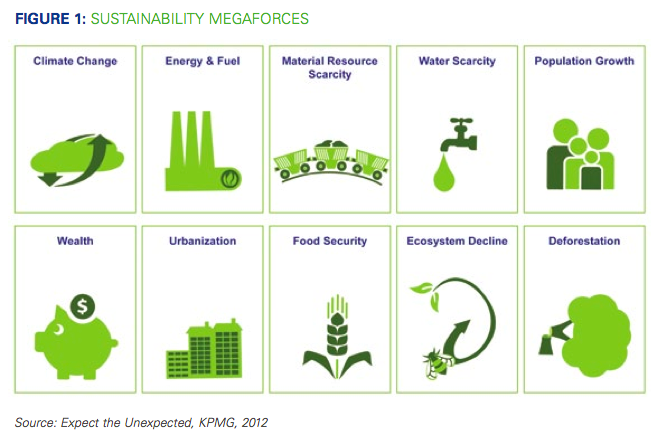 FIGURE 1: SUSTAINABILITY MEGAFORCES
Climate Change
Energy & Fuel
Material Resource
Scarcity
Water Scarcity
Population Growth
Wealth
$
Urbanization
Food Security
Ecosystem Decline
Deforestation
Source: Expect the Unexpected, KPMG, 2012